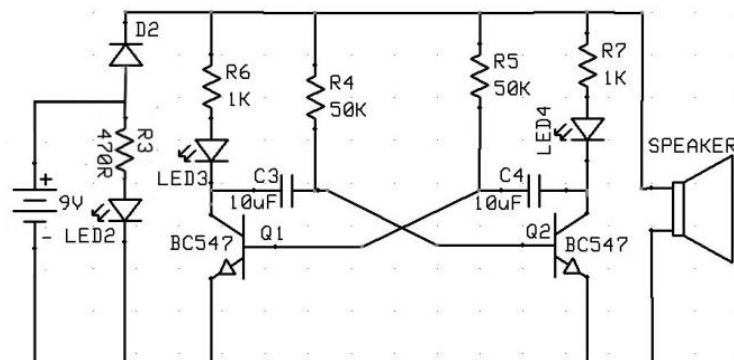 D2
R6
1K
R4
50K
R5
50K
R7
1K
R3
470R
LED3
LED4
SPEAKER
C3
10uF
C4
10uF
+
9V
-
LED2
BC547
Q1
Q2
BC547